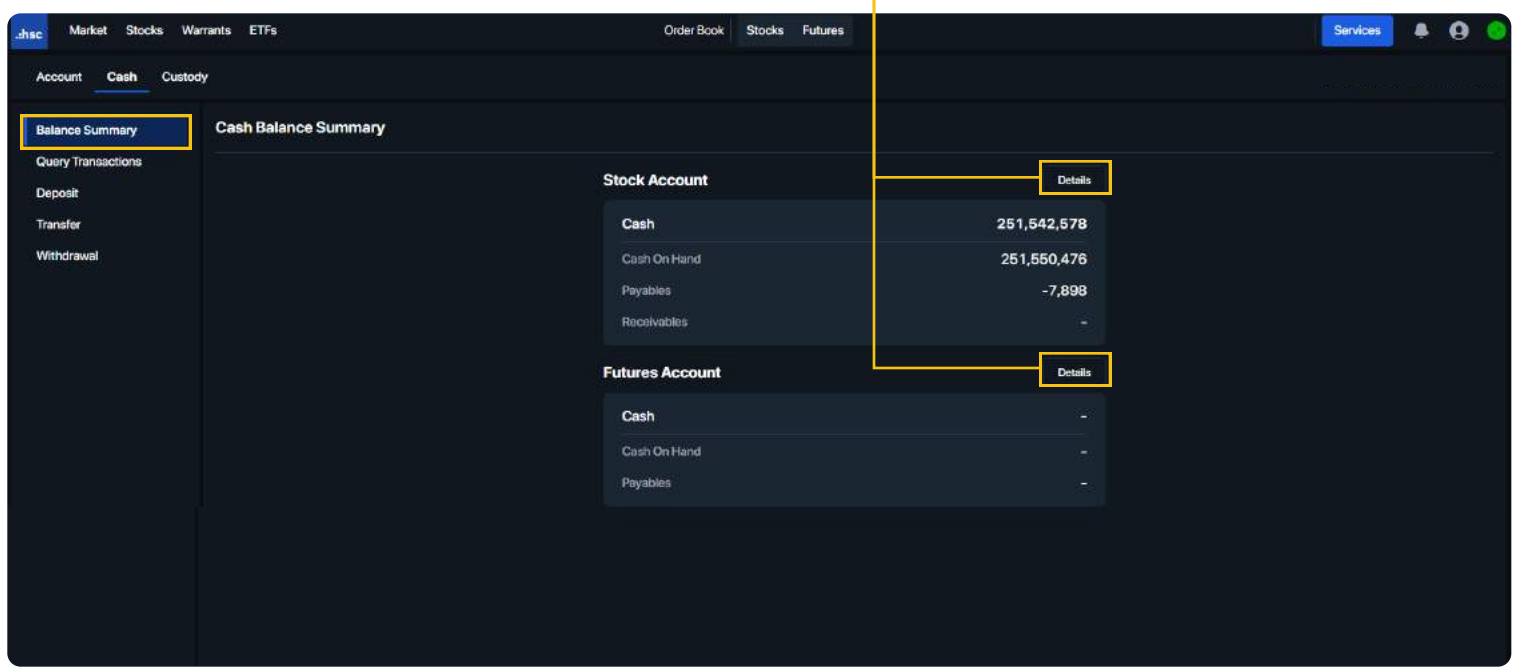 .:hsc Market Stocks Warrants ETFs Order Book Stocks Futures Services
Account Cash Custody
Balance Summary
Query Transactions
Deposit
Transfer
Withdrawal
Cash Balance Summary
Stock Account Details
Cash 251,542,578
Cash On Hand 251,550,476
Payables -7,898
Receivables -
Futures Account Details
Cash -
Cash On Hand -
Payables -